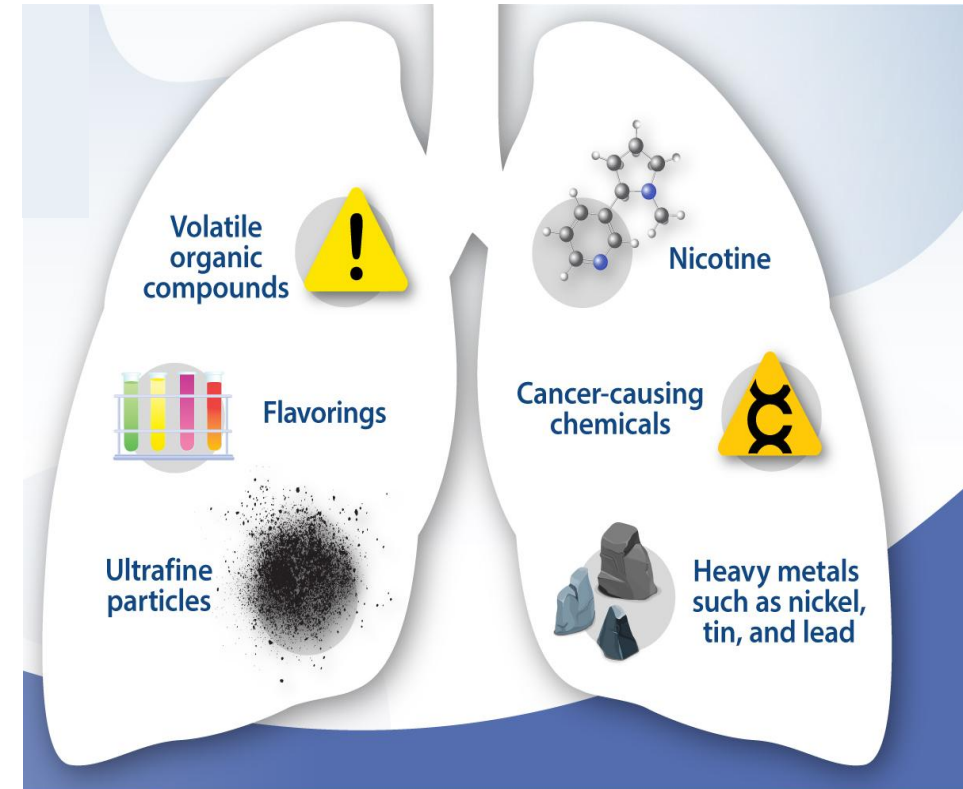 Volatile
organic
compounds
Nicotine
Flavorings
Cancer-causing
chemicals
Ultrafine
particles
Heavy metals
such as nickel,
tin, and lead